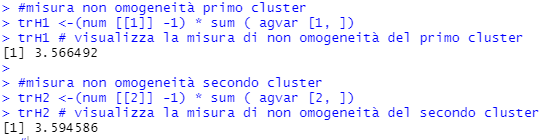 > #misura non omogeneità primo cluster
> trH1 <-(num [[1]] -1) * sum ( agvar [1, ])
> trH1 # visualizza la misura di non omogeneità del primo cluster
[1] 3.566492
>
> #misura non omogeneità secondo cluster
> trH2 <-(num [[2]] -1) * sum ( agvar [2, ])
> trH2 # visualizza la misura di non omogeneità del secondo cluster
[1] 3.594586